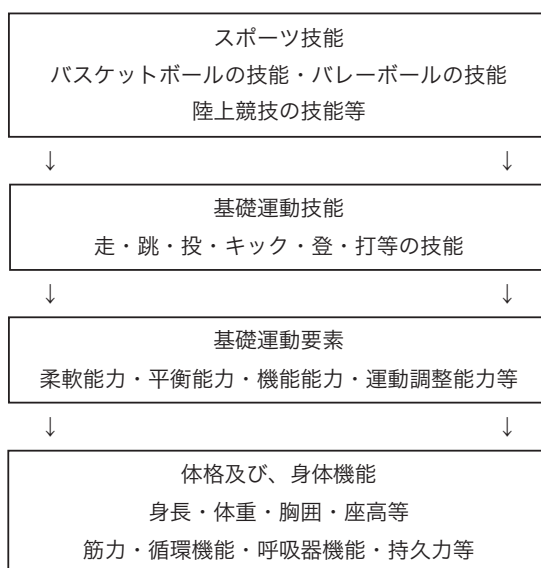 スポーツ技能
バスケットボールの技能・バレーボールの技能
陸上競技の技能等
↓ ↓
基礎運動技能
走・跳・投・キック・登・打等の技能
↓ ↓
基礎運動要素
柔軟能力・平衡能力・機能能力・運動調整能力等
↓ ↓
体格及び、身体機能
身長・体重・胸囲・座高等
筋力・循環機能・呼吸器機能・持久力等